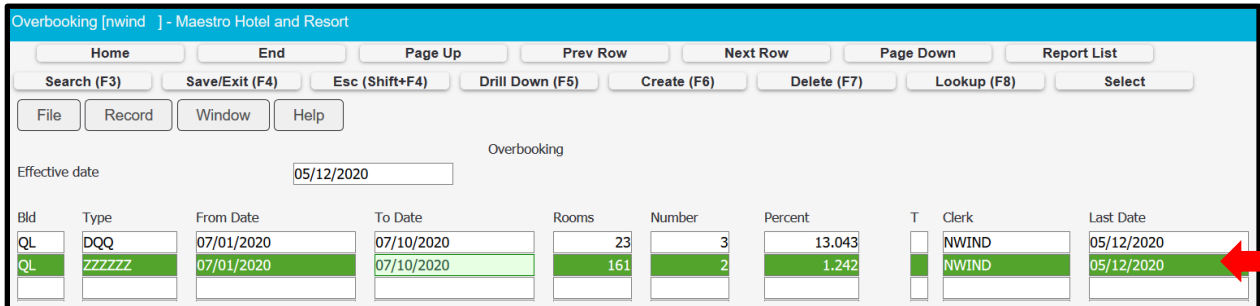 Overbooking [nwind ] - Maestro Hotel and Resort
Home End Page Up Prev Row Next Row Page Down Report List
Search (F3) Save/Exit (F4) Esc (Shift+F4) Drill Down (F5) Create (F6) Delete (F7) Lookup (F8) Select
File Record Window Help
Overbooking
Effective date 05/12/2020
Bld Type From Date To Date Rooms Number Percent T Clerk Last Date
QL DQQ 07/01/2020 07/10/2020 23 3 13.043 NWIND 05/12/2020
QL ZZZZZZ 07/01/2020 07/10/2020 161 2 1.242 NWIND 05/12/2020